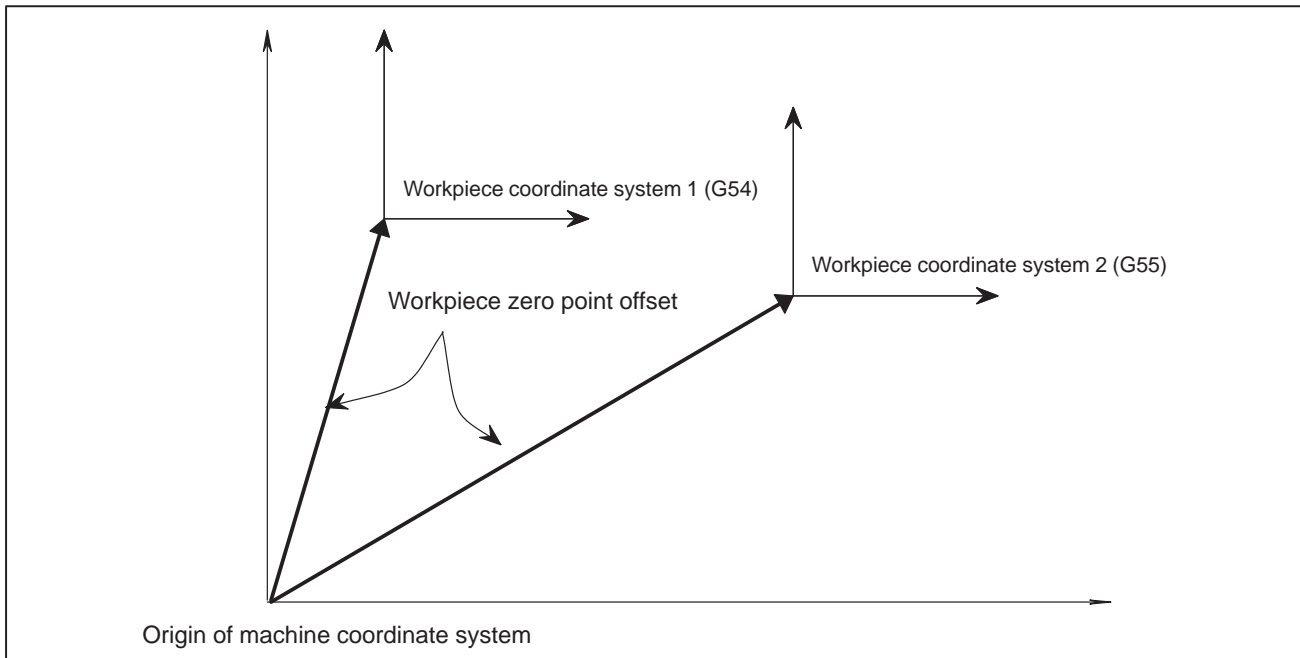 Workpiece coordinate system 1 (G54)
Workpiece coordinate system 2 (G55)
Workpiece zero point offset
Origin of machine coordinate system